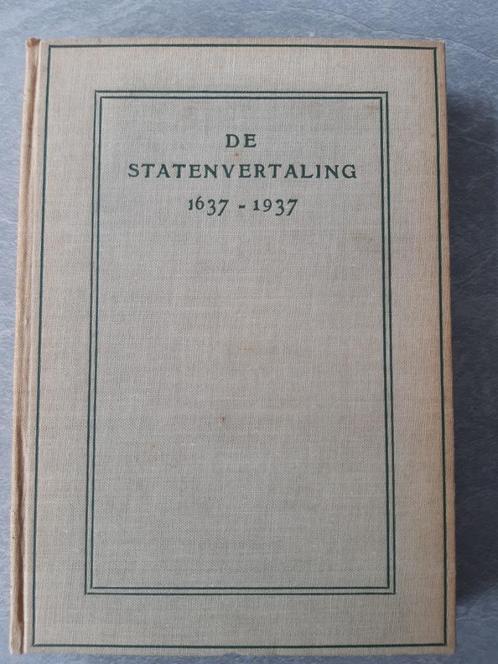 DE
STATENVERTALING
1637 - 1937